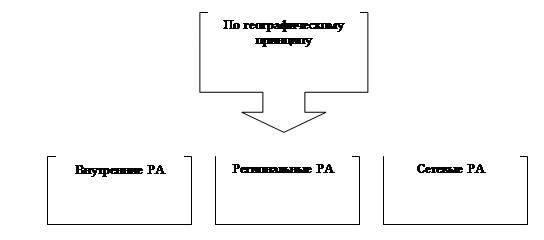 По географическому
принципу
Внутренние РА
Региональные РА
Сетевые РА